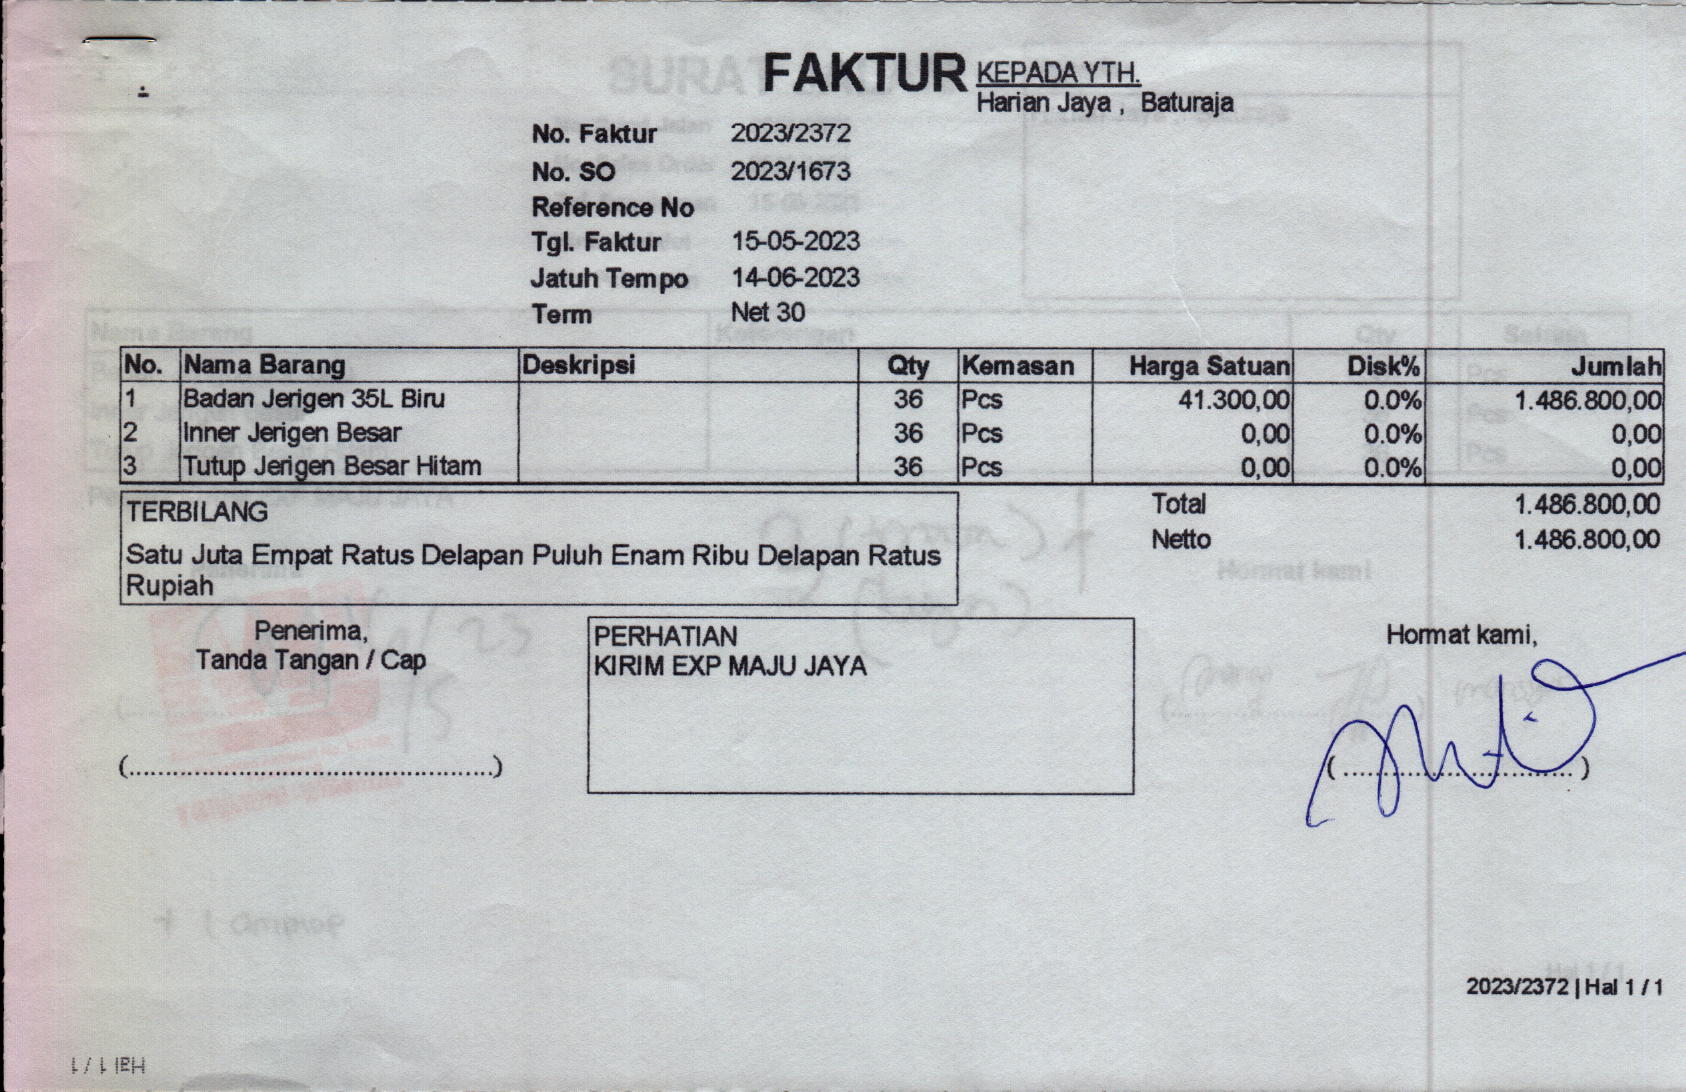 FAKTUR
KEPADA YTH.
Harian Jaya , Baturaja
No. Faktur 2023/2372
No. SO 2023/1673
Reference No
Tgl. Faktur 15-05-2023
Jatuh Tempo 14-06-2023
Term Net 30
No. Nama Barang Deskripsi Qty Kemasan Harga Satuan Disk% Jumlah
1 Badan Jerigen 35L Biru 36 Pcs 41.300,00 0.0% 1.486.800,00
2 Inner Jerigen Besar 36 Pcs 0,00 0.0% 0,00
3 Tutup Jerigen Besar Hitam 36 Pcs 0,00 0.0% 0,00
Total 1.486.800,00
Netto 1.486.800,00
TERBILANG
Satu Juta Empat Ratus Delapan Puluh Enam Ribu Delapan Ratus
Rupiah
Penerima,
Tanda Tangan / Cap
(................................................)
PERHATIAN
KIRIM EXP MAJU JAYA
Hormat kami,
(..............................)
2023/2372 | Hal 1 / 1
Hal 1 / 1